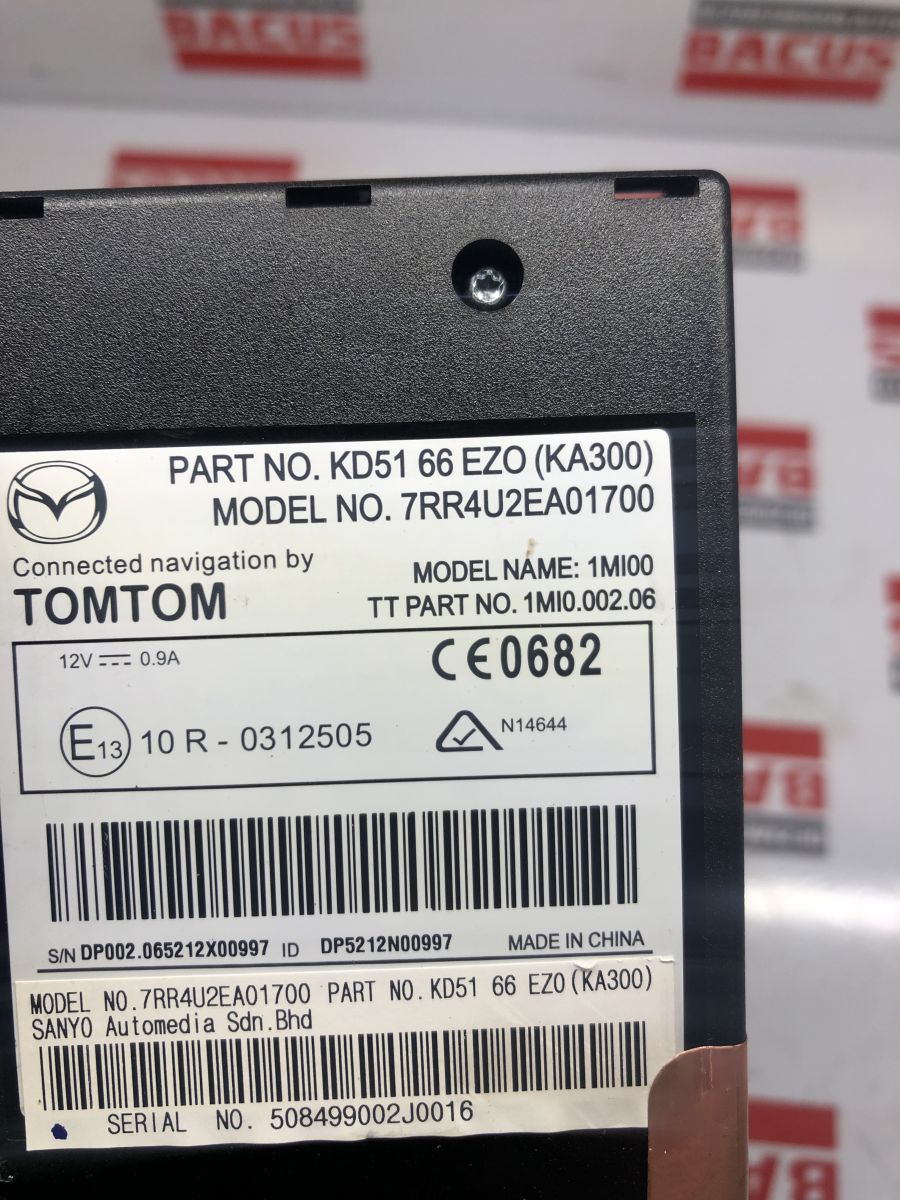 BACUS
BACUS
PART NO. KD51 66 EZO (KA300)
MODEL NO. 7RR4U2EA01700
Connected navigation by
TOMTOM
MODEL NAME: 1MI00
TT PART NO. 1MI0.002.06
12V 0.9A
CE0682
E13 10 R - 0312505
N14644
S/N DP002.065212X00997 ID DP5212N00997 MADE IN CHINA
MODEL NO.7RR4U2EA01700 PART NO.KD51 66 EZO(KA300)
SANYO Automedia Sdn.Bhd
SERIAL NO. 508499002J0016